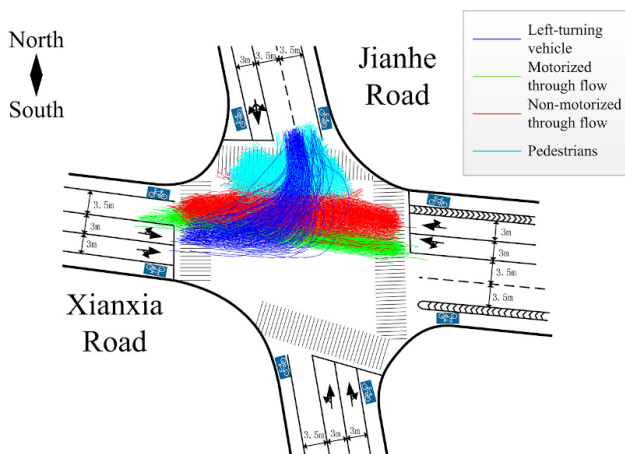 North
South
3m
3.5m
3.5m
Jianhe
Road
Left-turning
vehicle
Motorized
through flow
Non-motorized
through flow
Pedestrians
3.5m
3m
3m
3m
3m
3.5m
3.5m
Xianxia
Road
3.5m
3m
3m